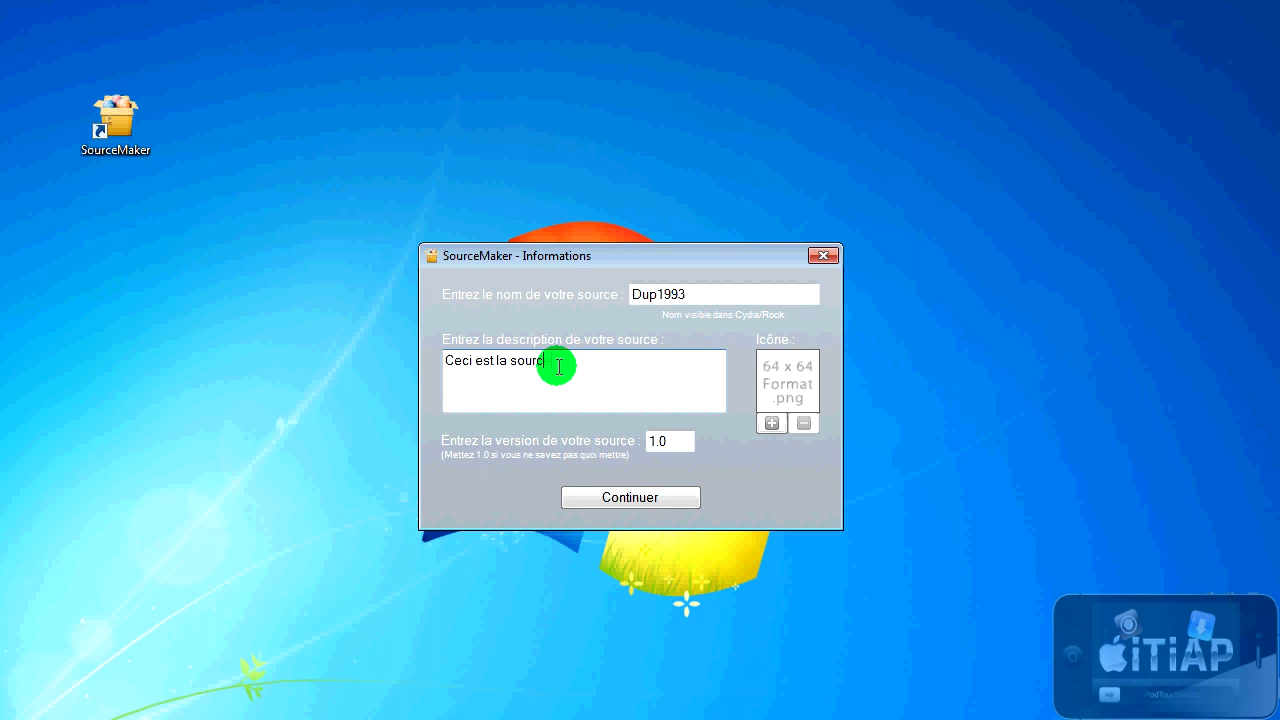 SourceMaker
SourceMaker - Informations
Entrez le nom de votre source : Dup1993
Nom visible dans Cydia/Rock
Entrez la description de votre source :
Icône :
Ceci est la sourc
64 x 64
Format
.png
Entrez la version de votre source : 1.0
(Mettez 1.0 si vous ne savez pas quoi mettre)
Continuer
iTiAP